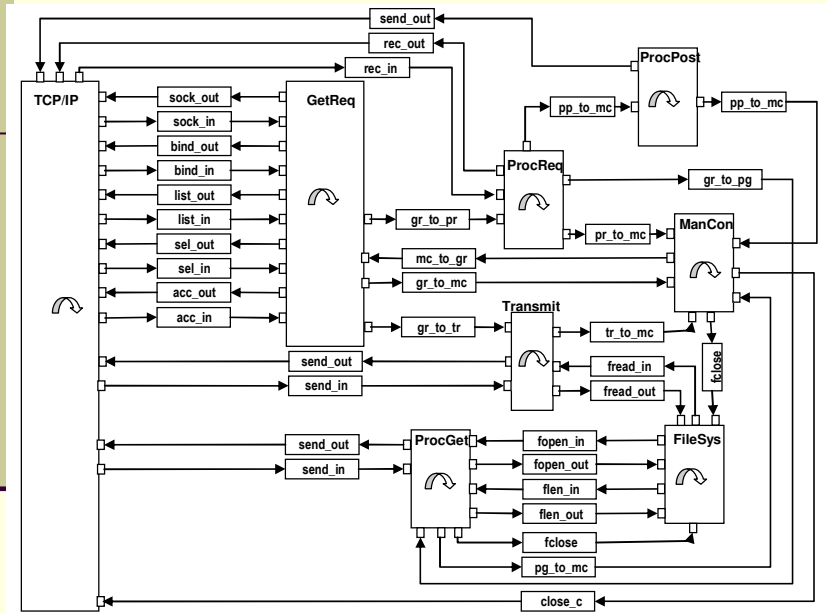 send_out
rec_out
rec_in
ProcPost
TCP/IP
sock_out
GetReq
pp_to_mc
pp_to_mc
sock_in
bind_out
ProcReq
bind_in
gr_to_pg
list_out
list_in
gr_to_pr
ManCon
pr_to_mc
sel_out
mc_to_gr
sel_in
gr_to_mc
acc_out
Transmit
acc_in
gr_to_tr
tr_to_mc
send_out
fread_in
fclose
send_in
fread_out
ProcGet
fopen_in
FileSys
send_out
fopen_out
send_in
flen_in
flen_out
fclose
pg_to_mc
close_c